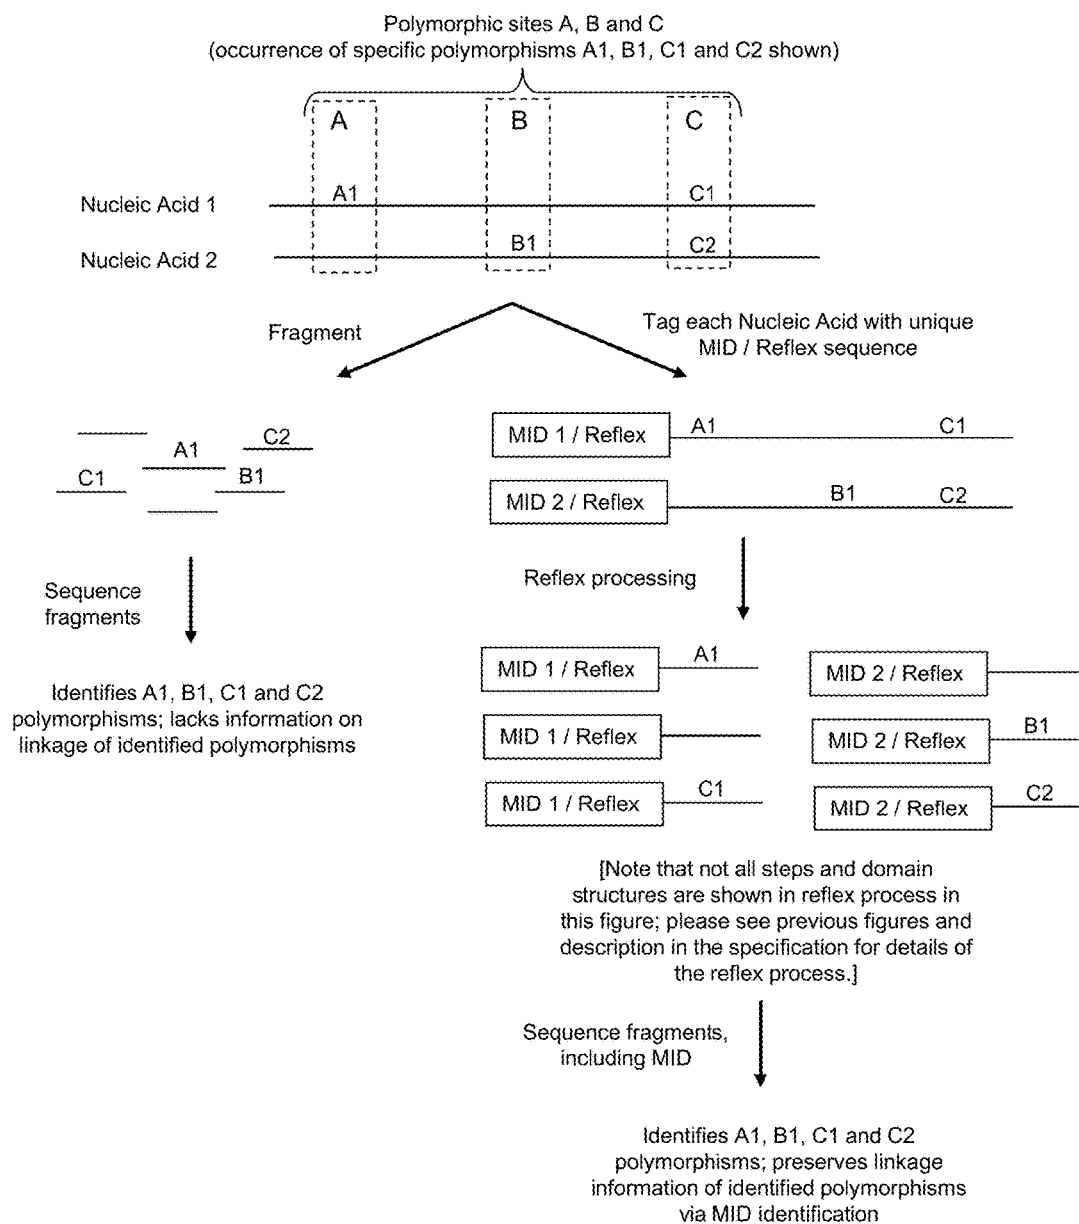 Polymorphic sites A, B and C
(occurrence of specific polymorphisms A1, B1, C1 and C2 shown)
A
B
C
Nucleic Acid 1
A1
C1
Nucleic Acid 2
B1
C2
Fragment
Tag each Nucleic Acid with unique
MID / Reflex sequence
C2
A1
C1
B1
Sequence
fragments
Identifies A1, B1, C1 and C2
polymorphisms; lacks information on
linkage of identified polymorphisms
MID 1 / Reflex
A1
C1
MID 2 / Reflex
B1
C2
Reflex processing
MID 1 / Reflex
A1
MID 2 / Reflex
MID 1 / Reflex
MID 2 / Reflex
B1
MID 1 / Reflex
C1
MID 2 / Reflex
C2
[Note that not all steps and domain
structures are shown in reflex process in
this figure; please see previous figures and
description in the specification for details of
the reflex process.]
Sequence fragments,
including MID
Identifies A1, B1, C1 and C2
polymorphisms; preserves linkage
information of identified polymorphisms
via MID identification